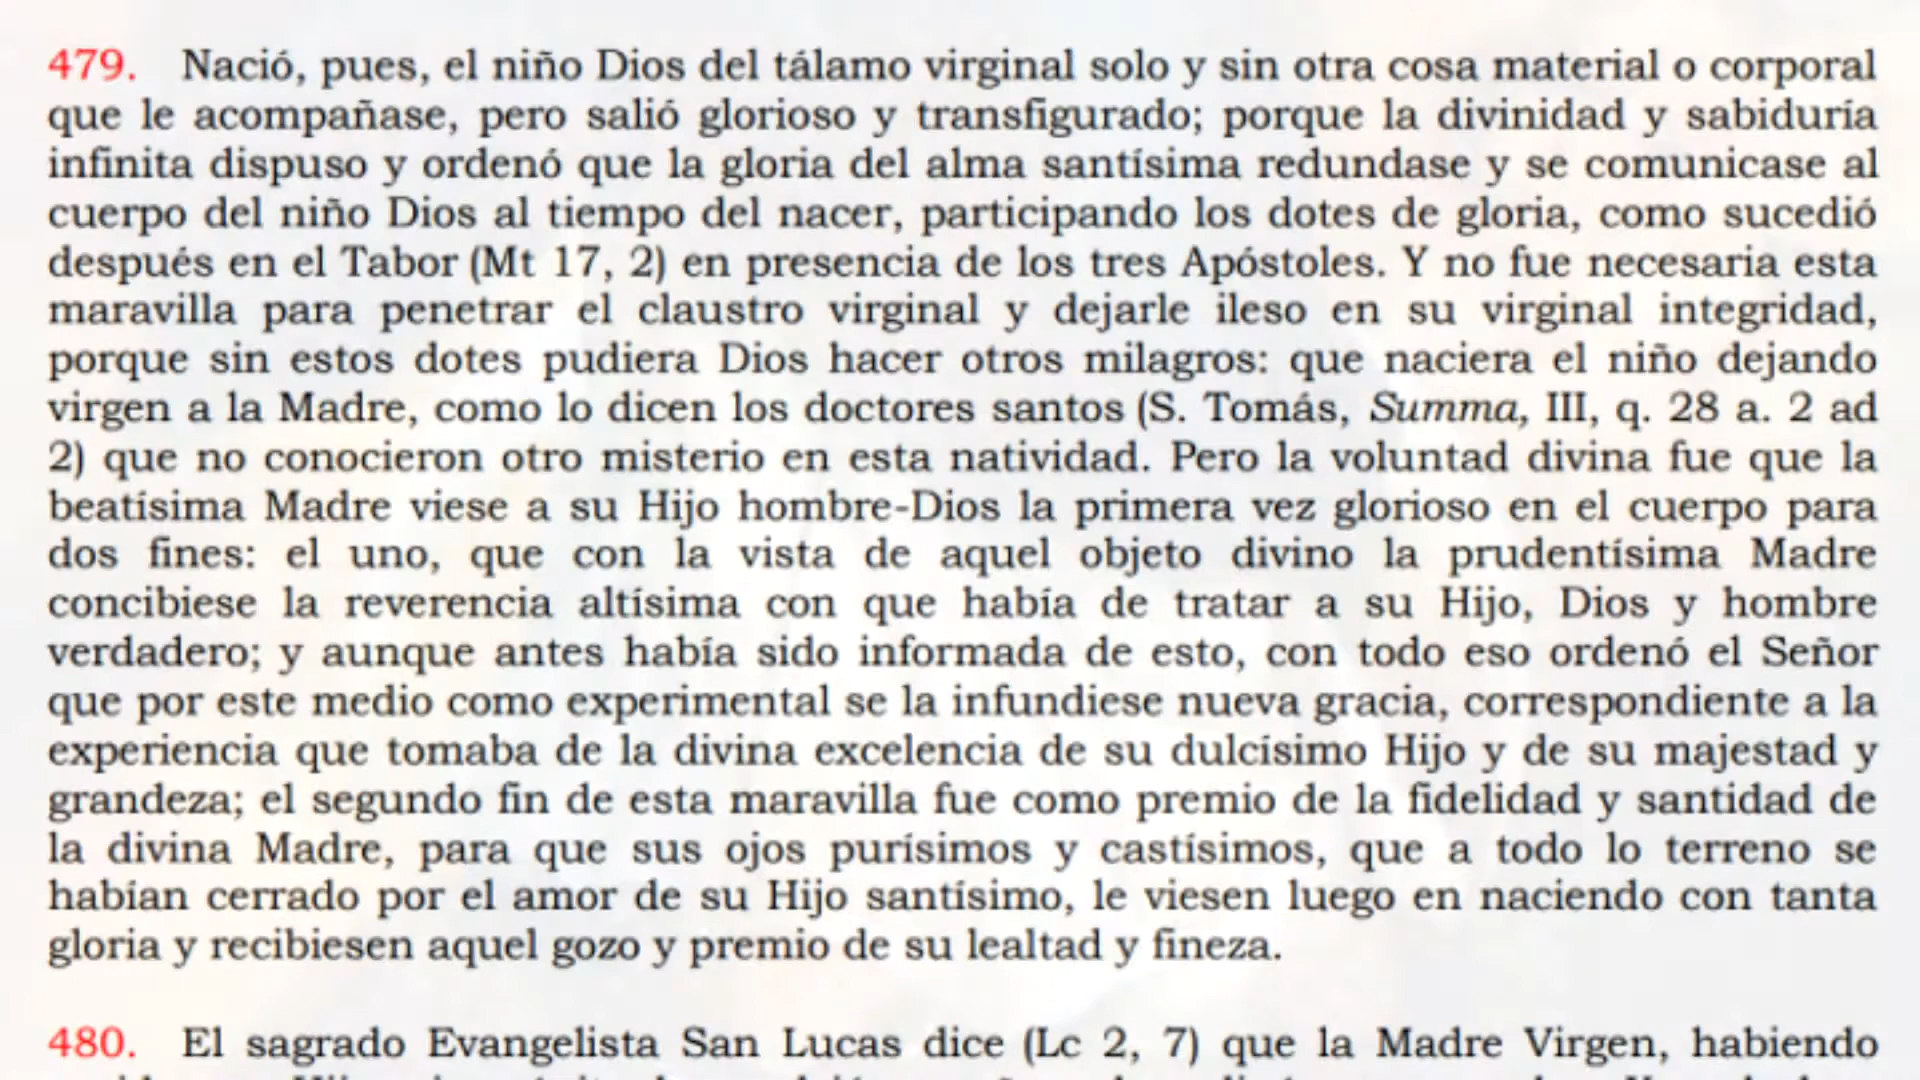 479. Nació, pues, el niño Dios del tálamo virginal solo y sin otra cosa material o corporal
que le acompañase, pero salió glorioso y transfigurado; porque la divinidad y sabiduría
infinita dispuso y ordenó que la gloria del alma santísima redundase y se comunicase al
cuerpo del niño Dios al tiempo del nacer, participando los dotes de gloria, como sucedió
después en el Tabor (Mt 17, 2) en presencia de los tres Apóstoles. Y no fue necesaria esta
maravilla para penetrar el claustro virginal y dejarle ileso en su virginal integridad,
porque sin estos dotes pudiera Dios hacer otros milagros: que naciera el niño dejando
virgen a la Madre, como lo dicen los doctores santos (S. Tomás, Summa, III, q. 28 a. 2 ad
2) que no conocieron otro misterio en esta natividad. Pero la voluntad divina fue que la
beatísima Madre viese a su Hijo hombre-Dios la primera vez glorioso en el cuerpo para
dos fines: el uno, que con la vista de aquel objeto divino la prudentísima Madre
concibiese la reverencia altísima con que había de tratar a su Hijo, Dios y hombre
verdadero; y aunque antes había sido informada de esto, con todo eso ordenó el Señor
que por este medio como experimental se la infundiese nueva gracia, correspondiente a la
experiencia que tomaba de la divina excelencia de su dulcísimo Hijo y de su majestad y
grandeza; el segundo fin de esta maravilla fue como premio de la fidelidad y santidad de
la divina Madre, para que sus ojos purísimos y castísimos, que a todo lo terreno se
habían cerrado por el amor de su Hijo santísimo, le viesen luego en naciendo con tanta
gloria y recibiesen aquel gozo y premio de su lealtad y fineza.
480. El sagrado Evangelista San Lucas dice (Lc 2, 7) que la Madre Virgen, habiendo